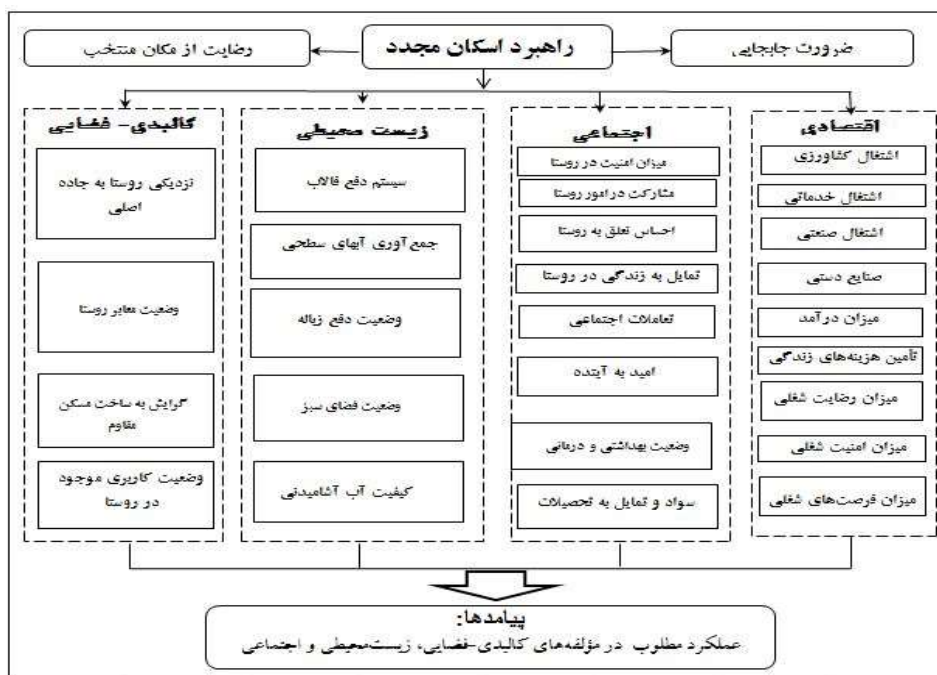 ضرورت جابجایی
راهبرد اسکان مجدد
رضایت از مکان منتخب
اقتصادی
اشتغال کشاورزی
اشتغال خدماتی
اشتغال صنعتی
صنایع دستی
میزان درآمد
تأمین هزینه‌های زندگی
میزان رضایت شغلی
میزان امنیت شغلی
میزان فرصت‌های شغلی
اجتماعی
میزان امنیت در روستا
مشارکت در امور روستا
احساس تعلق به روستا
تمایل به زندگی در روستا
تعاملات اجتماعی
امید به آینده
وضعیت بهداشتی و درمانی
سواد و تمایل به تحصیلات
زیست محیطی
سیستم دفع فاالاب
جمع آوری آبهای سطحی
وضعیت دفع زباله
وضعیت فضای سبز
کیفیت آب آشامیدنی
کالبدی- فضایی
نزدیکی روستا به جاده
اصلی
وضعیت معابر روستا
گرایش به ساخت مسکن
مقاوم
وضعیت کاربری موجود
در روستا
پیامدها:
عملکرد مطلوب در مؤلفه‌های کالبدی-فضایی، زیست‌محیطی و اجتماعی